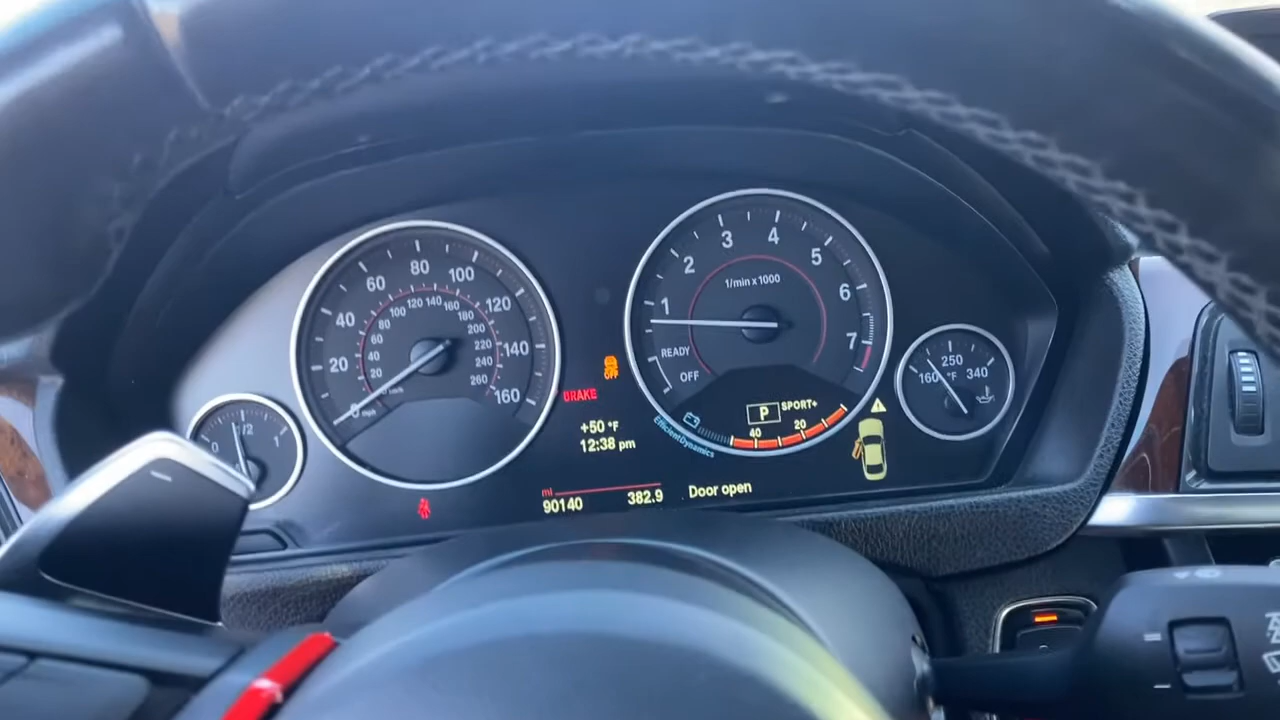 20
40
60
80
100
120
140
160
20
40
60
80
100
120
140
160
180
200
220
240
260
km/h
0
mph
1
2
3
4
5
6
7
1/min x 1000
READY
OFF
P
SPORT+
40
20
EfficientDynamics
0
1/2
1
250
160 °F 340
OFF
BRAKE
+50 °F
12:38 pm
mi
90140
382.9
Door open